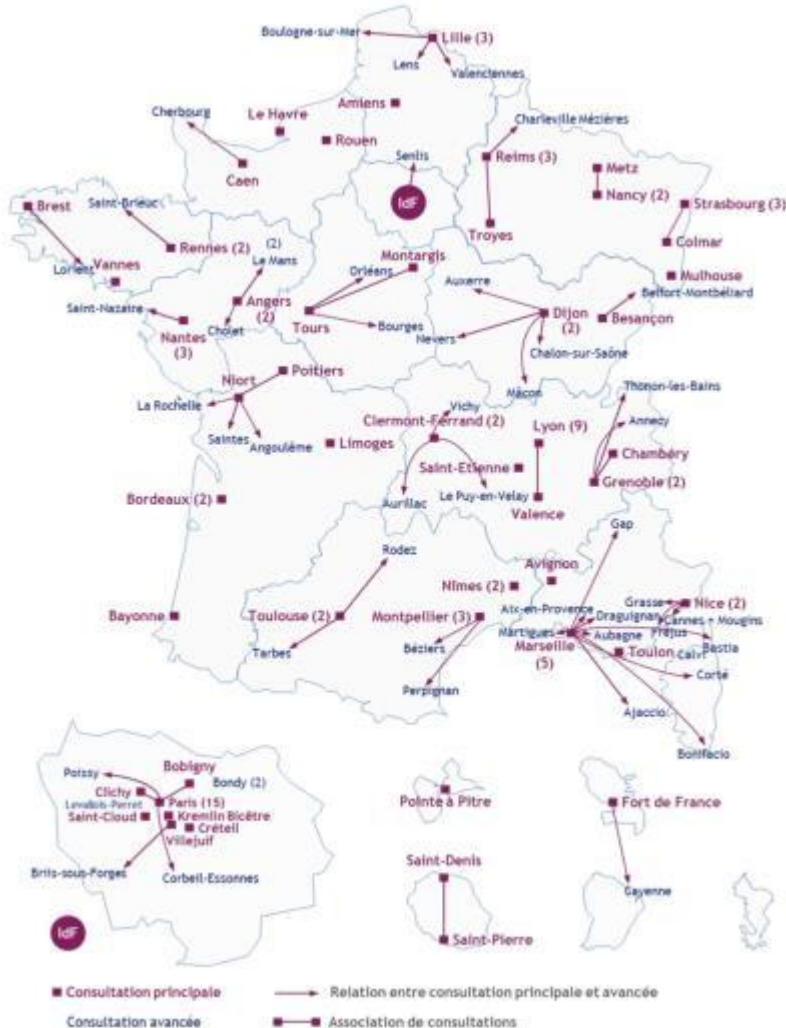 Boulogne-sur-Mer
Lille (3)
Lens
Valenciennes
Cherbourg
Le Havre
Amiens
Charleville Mézières
Rouen
Reims (3)
Metz
Caen
Senlis
Nancy (2)
Brest
Saint-Brieuc
IdF
Strasbourg (3)
Troyes
Rennes (2)
(2)
Le Mans
Montargis
Colmar
Lorient
Vannes
Orléans
Auxerre
Mulhouse
Belfort-Montbéliard
Saint-Nazaire
Angers
(2)
Tours
Dijon
(2)
Besançon
Nantes
(3)
Cholet
Bourges
Nevers
Chalon-sur-Saône
Niort
Poitiers
Mâcon
Thonon-les-Bains
La Rochelle
Vichy
Clermont-Ferrand (2)
Lyon (9)
Annecy
Saintes
Angoulême
Limoges
Chambéry
Saint-Etienne
Grenoble (2)
Bordeaux (2)
Aurillac
Le Puy-en-Velay
Valence
Gap
Rodez
Avignon
Nîmes (2)
Grasse
Nice (2)
Bayonne
Toulouse (2)
Montpellier (3)
Aix-en-Provence
Draguignan
Cannes + Mougins
Martigues
Aubagne
Fréjus
Tarbes
Béziers
Marseille
(5)
Toulon
Calvi
Bastia
Corté
Perpignan
Ajaccio
Bonifacio
Poissy
Bobigny
Bondy (2)
Clichy
Levallois-Perret
Paris (15)
Saint-Cloud
Kremlin Bicêtre
Créteil
Villejuif
Briis-sous-Forges
Corbeil-Essonnes
Pointe à Pitre
Fort de France
Saint-Denis
Cayenne
Saint-Pierre
IdF
Consultation principale
Relation entre consultation principale et avancée
Consultation avancée
Association de consultations